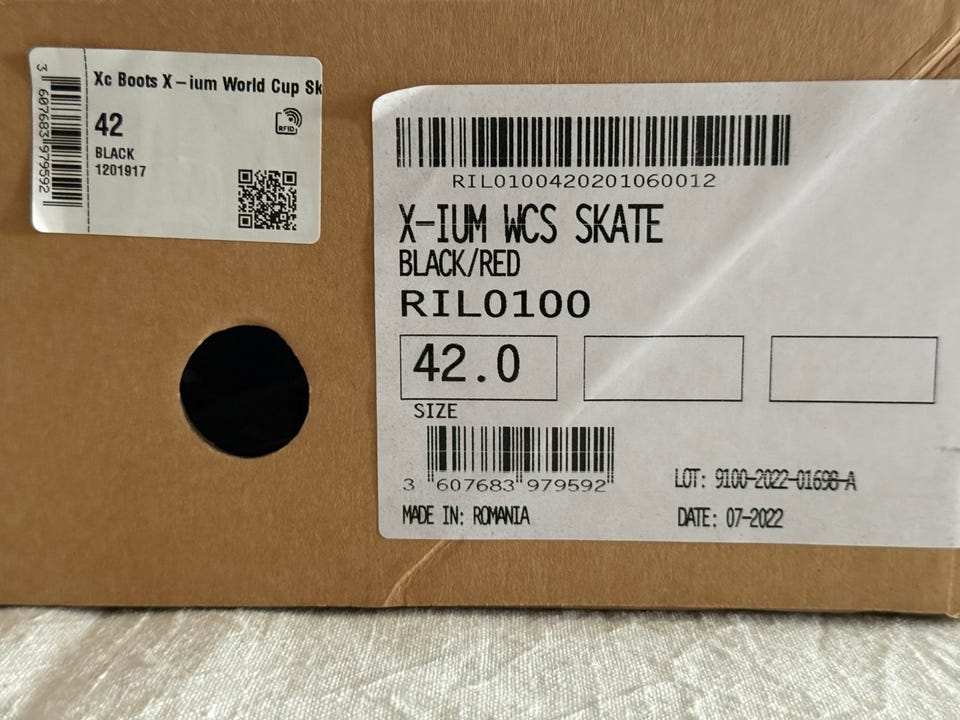 Xc Boots X-ium World Cup Sk
42
RFID
BLACK
1201917
3 607683 979592
RIL0100420201060012
X-IUM WCS SKATE
BLACK/RED
RIL0100
42.0
SIZE
3 607683 979592
MADE IN: ROMANIA
LOT: 9100-2022-01698-A
DATE: 07-2022